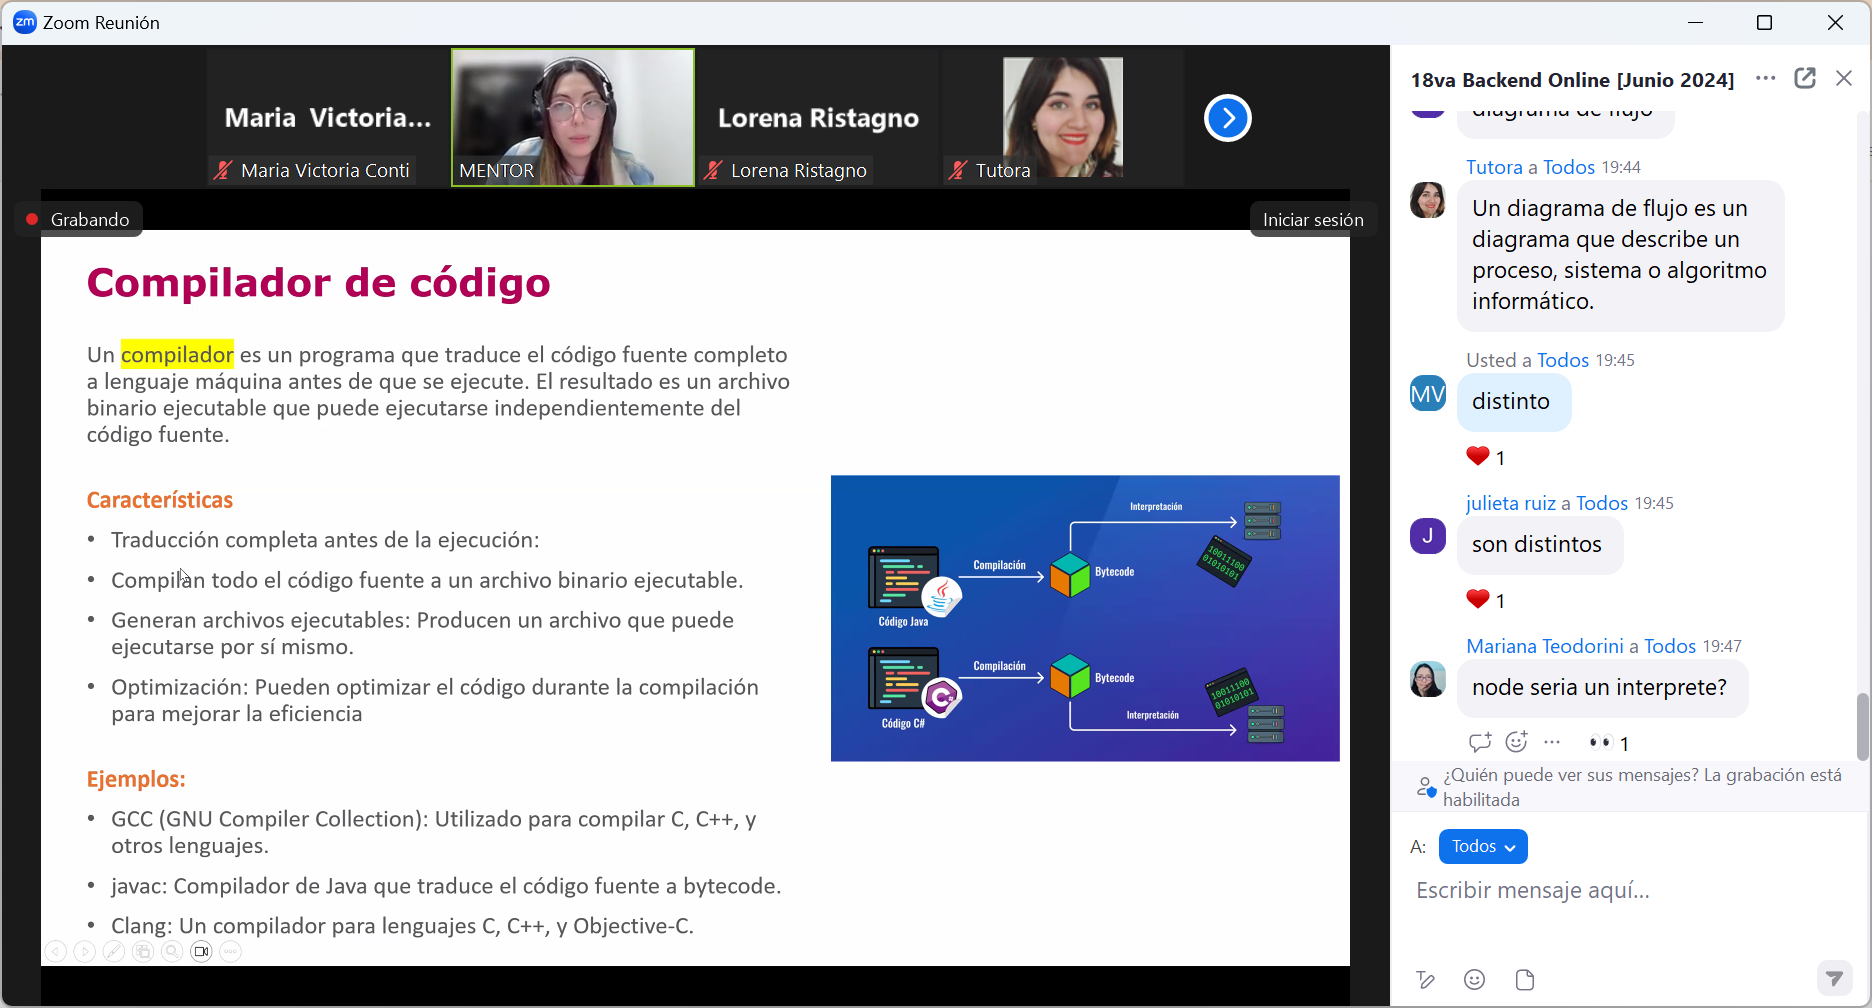 zm Zoom Reunión
Maria Victoria...
Maria Victoria Conti
MENTOR
Lorena Ristagno
Lorena Ristagno
Tutora
Grabando
Iniciar sesión
Compilador de código
Un compilador es un programa que traduce el código fuente completo
a lenguaje máquina antes de que se ejecute. El resultado es un archivo
binario ejecutable que puede ejecutarse independientemente del
código fuente.
Características
• Traducción completa antes de la ejecución:
• Compilan todo el código fuente a un archivo binario ejecutable.
• Generan archivos ejecutables: Producen un archivo que puede
ejecutarse por sí mismo.
• Optimización: Pueden optimizar el código durante la compilación
para mejorar la eficiencia
Ejemplos:
• GCC (GNU Compiler Collection): Utilizado para compilar C, C++, y
otros lenguajes.
• javac: Compilador de Java que traduce el código fuente a bytecode.
• Clang: Un compilador para lenguajes C, C++, y Objective-C.
Interpretación
10011100
01010101
Compilación
Bytecode
Código Java
Compilación
Bytecode
10011100
01010101
C
Código C#
Interpretación
18va Backend Online [Junio 2024]
diagrama de flujo
Tutora a Todos 19:44
Un diagrama de flujo es un
diagrama que describe un
proceso, sistema o algoritmo
informático.
Usted a Todos 19:45
MV
distinto
1
julieta ruiz a Todos 19:45
J
son distintos
1
Mariana Teodorini a Todos 19:47
node seria un interprete?
1
¿Quién puede ver sus mensajes? La grabación está
habilitada
A: Todos
Escribir mensaje aquí...